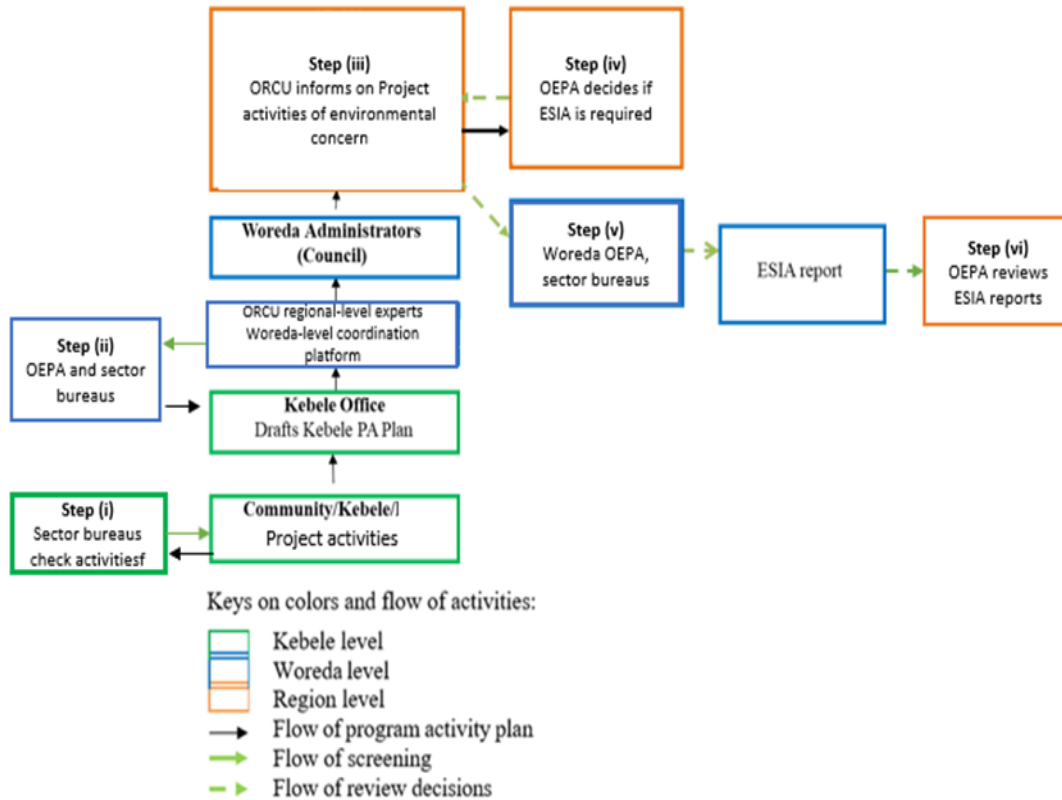 Step (iii)
ORCU informs on Project
activities of environmental
concern
Step (iv)
OEPA decides if
ESIA is required
Woreda Administrators
(Council)
Step (v)
Woreda OEPA,
sector bureaus
ESIA report
Step (vi)
OEPA reviews
ESIA reports
ORCU regional-level experts
Woreda-level coordination
platform
Step (ii)
OEPA and sector
bureaus
Kebele Office
Drafts Kebele PA Plan
Step (i)
Sector bureaus
check activitiesf
Community/Kebele/
Project activities
Keys on colors and flow of activities:
Kebele level
Woreda level
Region level
Flow of program activity plan
Flow of screening
Flow of review decisions